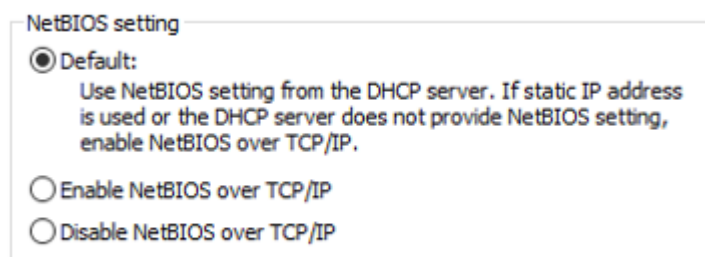 NetBIOS setting
Default:
Use NetBIOS setting from the DHCP server. If static IP address
is used or the DHCP server does not provide NetBIOS setting,
enable NetBIOS over TCP/IP.
Enable NetBIOS over TCP/IP
Disable NetBIOS over TCP/IP